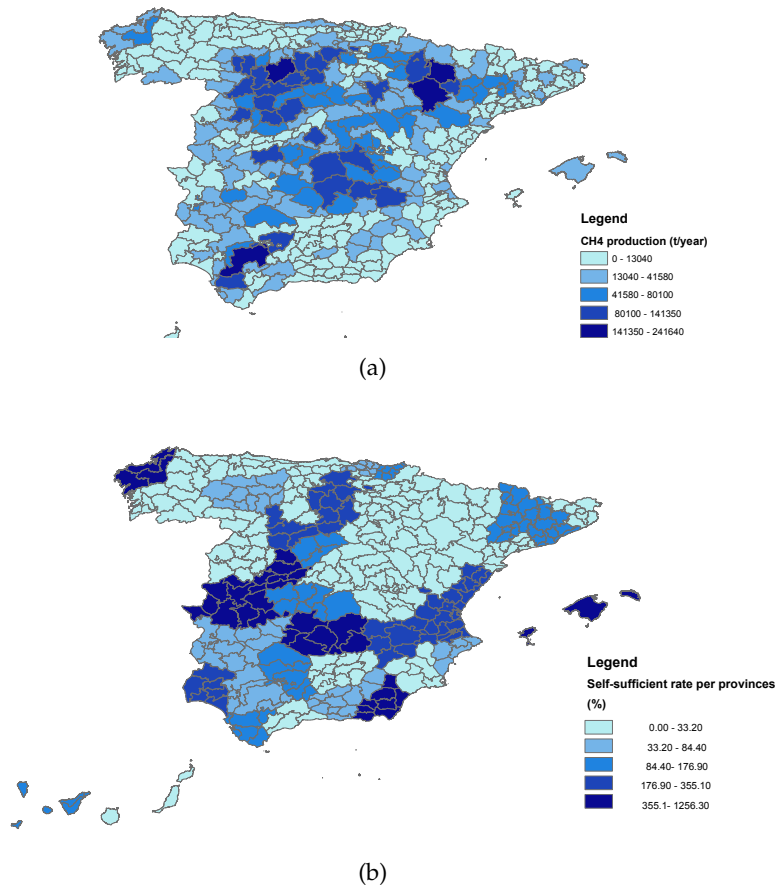 Legend
CH4 production (t/year)
0 - 13040
13040 - 41580
41580 - 80100
80100 - 141350
141350 - 241640
(a)
Legend
Self-sufficient rate per provinces
(%)
0.00 - 33.20
33.20 - 84.40
84.40- 176.90
176.90 - 355.10
355.1- 1256.30
(b)